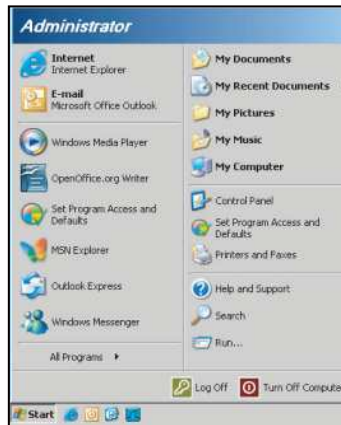 Administrator
Internet
Internet Explorer
E-mail
Microsoft Office Outlook
Windows Media Player
OpenOffice.org Writer
Set Program Access and
Defaults
MSN Explorer
Outlook Express
Windows Messenger
All Programs
My Documents
My Recent Documents
My Pictures
My Music
My Computer
Control Panel
Set Program Access and
Defaults
Printers and Faxes
Help and Support
Search
Run...
Log Off
Turn Off Compute
Start